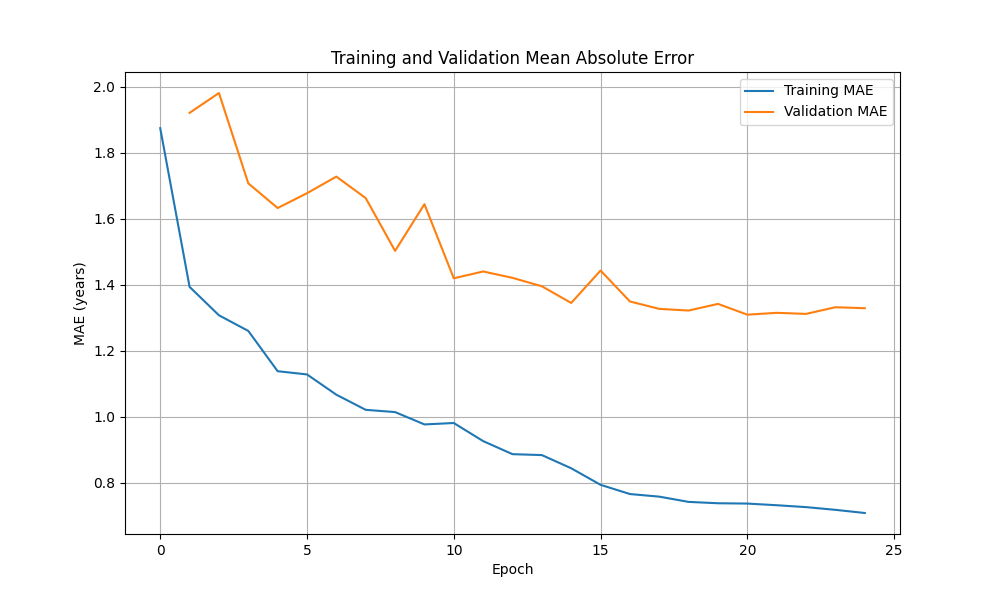 Training and Validation Mean Absolute Error
Training MAE
Validation MAE
MAE (years)
2.0
1.8
1.6
1.4
1.2
1.0
0.8
0 5 10 15 20 25
Epoch